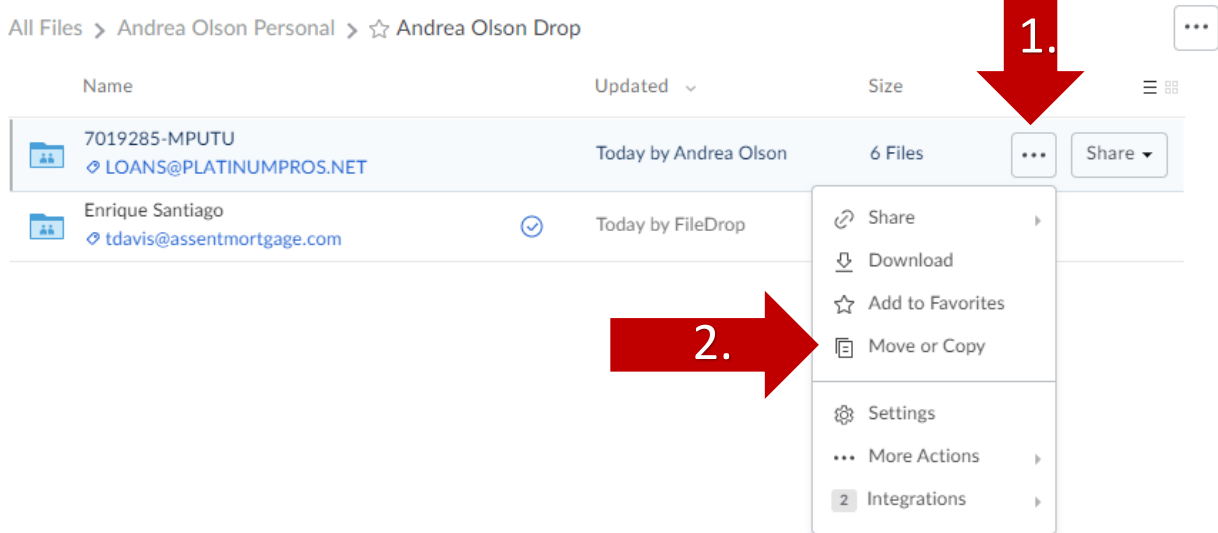 All Files > Andrea Olson Personal > ☆ Andrea Olson Drop
•••
1.
Name Updated Size
7019285-MPUTU
LOANS@PLATINUMPROS.NET
Today by Andrea Olson 6 Files ••• Share
Enrique Santiago
tdavis@assentmortgage.com
Today by FileDrop
Share
Download
Add to Favorites
2.
Move or Copy
Settings
••• More Actions
2 Integrations